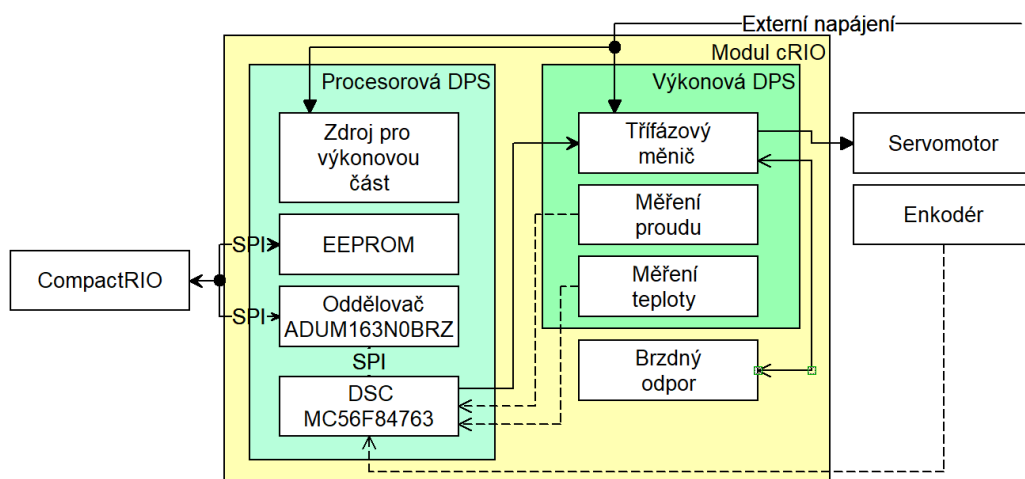 Externí napájení
Modul cRIO
Procesorová DPS
Výkonová DPS
Zdroj pro
výkonovou
část
Třífázový
měnič
Servomotor
Měření
proudu
Enkodér
SPI
EEPROM
CompactRIO
Měření
teploty
SPI
Oddělovač
ADUM163N0BRZ
SPI
Brzdný
odpor
DSC
MC56F84763